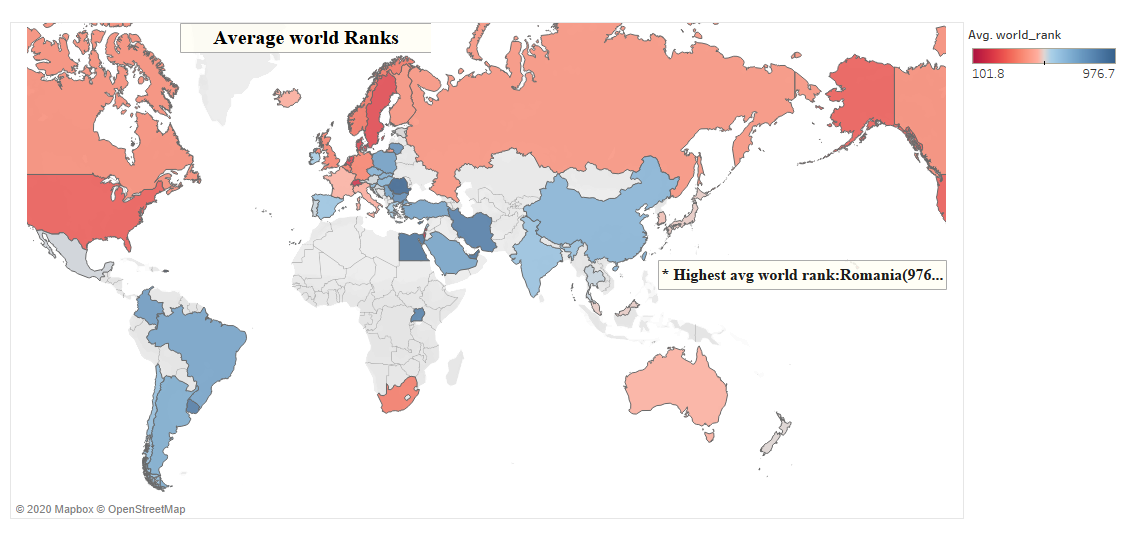 Average world Ranks
Avg. world_rank
101.8 976.7
* Highest avg world rank:Romania(976...
© 2020 Mapbox © OpenStreetMap